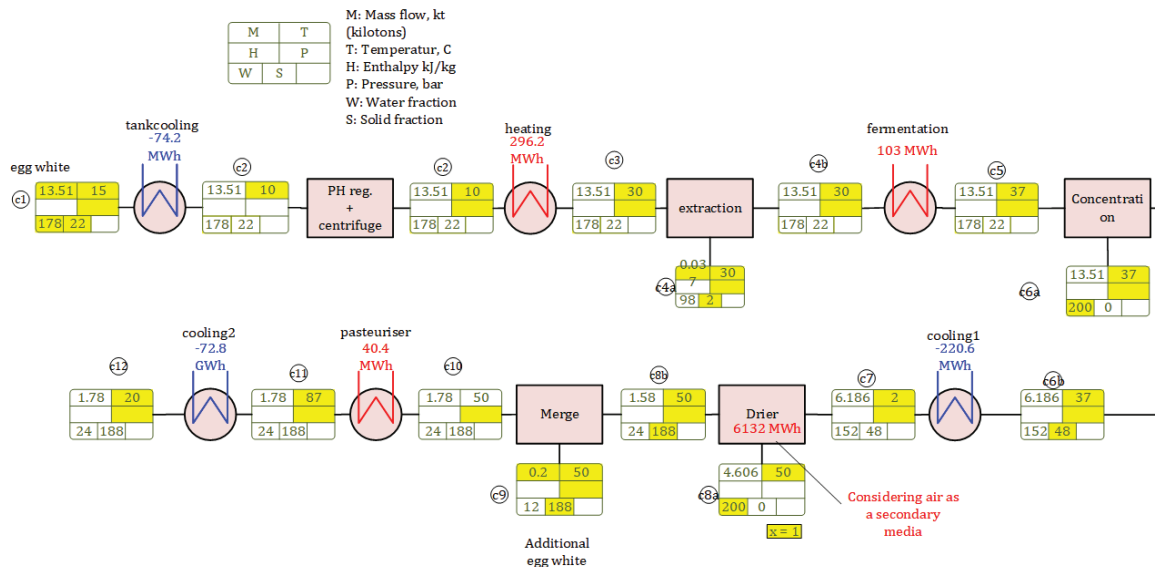 M T
H P
W S
M: Mass flow, kt
(kilotons)
T: Temperatur, C
H: Enthalpy kJ/kg
P: Pressure, bar
W: Water fraction
S: Solid fraction
egg white
c1
13.51 15
178 22
tankcooling
-74.2
MWh
c2
13.51 10
178 22
PH reg.
+
centrifuge
c2
13.51 10
178 22
heating
296.2
MWh
c3
13.51 30
178 22
extraction
c4a
0.03
7
30
98 2
c4b
13.51 30
178 22
fermentation
103 MWh
c5
13.51 37
178 22
Concentrati
on
c6a
13.51 37
200 0
c12
1.78 20
24 188
cooling2
-72.8
GWh
c11
1.78 87
24 188
pasteuriser
40.4
MWh
c10
1.78 50
24 188
Merge
c9
0.2 50
12 188
Additional
egg white
c8b
1.58 50
24 188
Drier
6132 MWh
c8a
4.606 50
200 0
x = 1
Considering air as
a secondary
media
c7
6.186 2
152 48
cooling1
-220.6
MWh
c6b
6.186 37
152 48